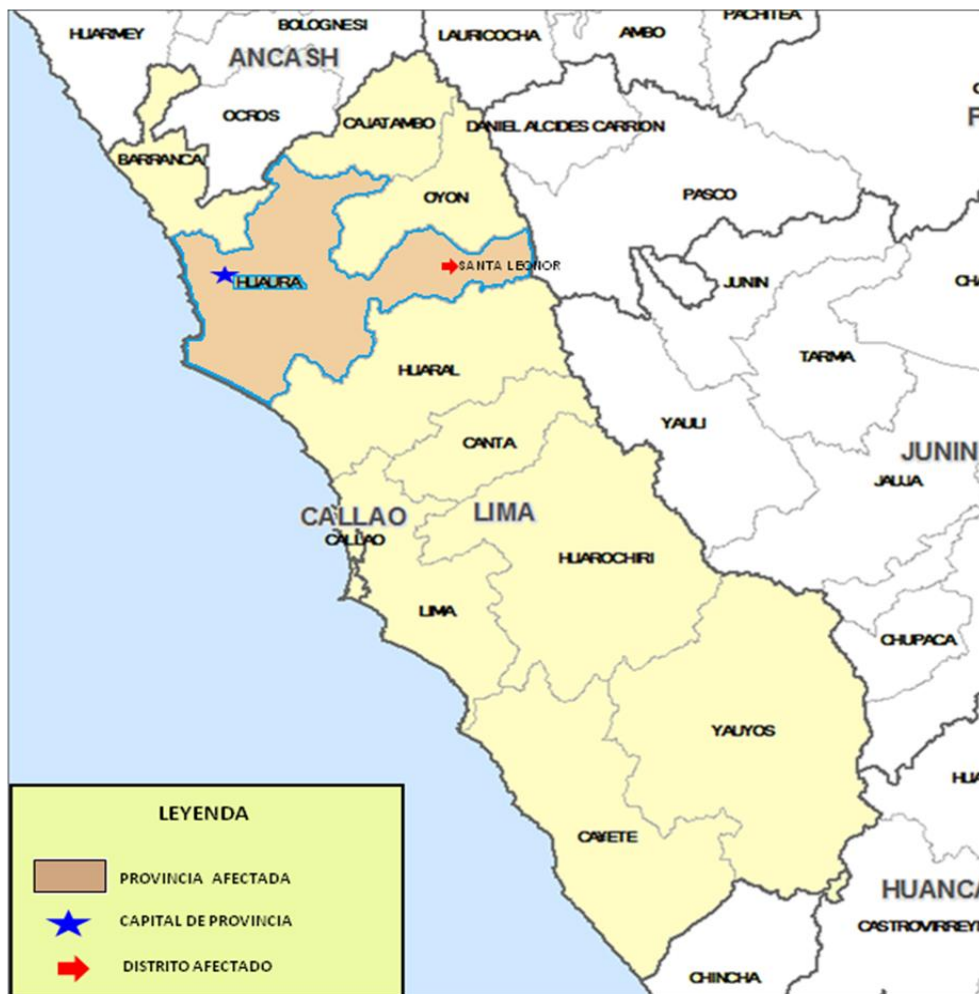 PACHITEA
BOLOGNESI
HUARMEY
LAURICOCHA
AMBO
ANCASH
OCROS
CAJATAMBO
DANIEL ALCIDES CARRION
BARRANCA
OYON
PASCO
SANTA LEONOR
HUAURA
JUNIN
TARMA
HUARAL
YAULI
CANTA
JUNIN
JAUJA
CALLAO
LIMA
CALLAO
HUAROCHIRI
LIMA
CHUPACA
YAUYOS
LEYENDA
CAYETE
PROVINCIA AFECTADA
HUANCA
CAPITAL DE PROVINCIA
CASTROVIRREY
DISTRITO AFECTADO
CHINCHA